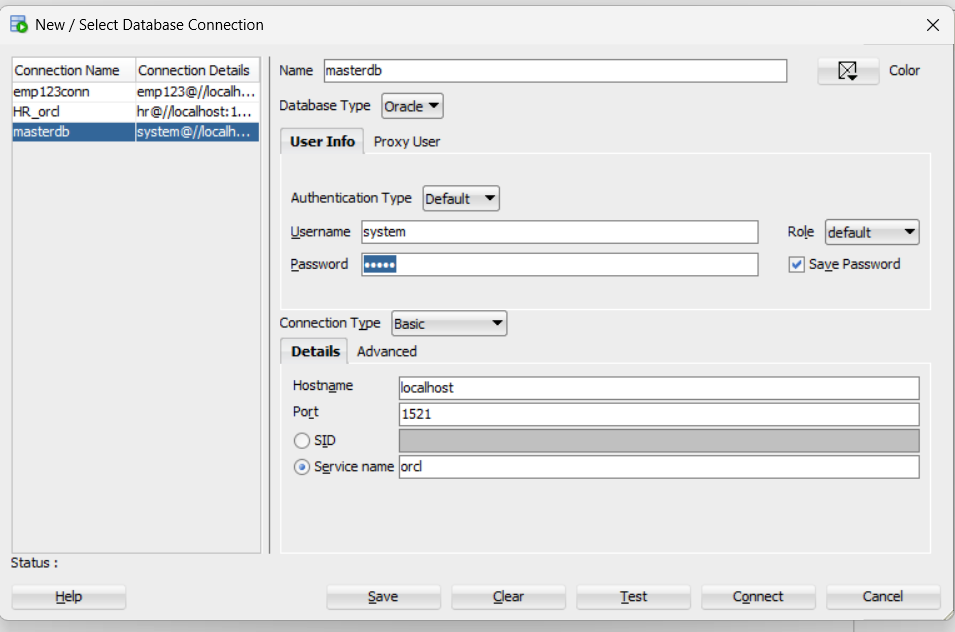 New / Select Database Connection
Connection Name Connection Details
emp123conn emp123@//localh...
HR_orcl hr@//localhost:1...
masterdb system@//localh...
Name masterdb Color
Database Type Oracle
User Info Proxy User
Authentication Type Default
Username system Role default
Password ••••• Save Password
Connection Type Basic
Details Advanced
Hostname localhost
Port 1521
SID
Service name orcl
Status :
Help Save Clear Test Connect Cancel